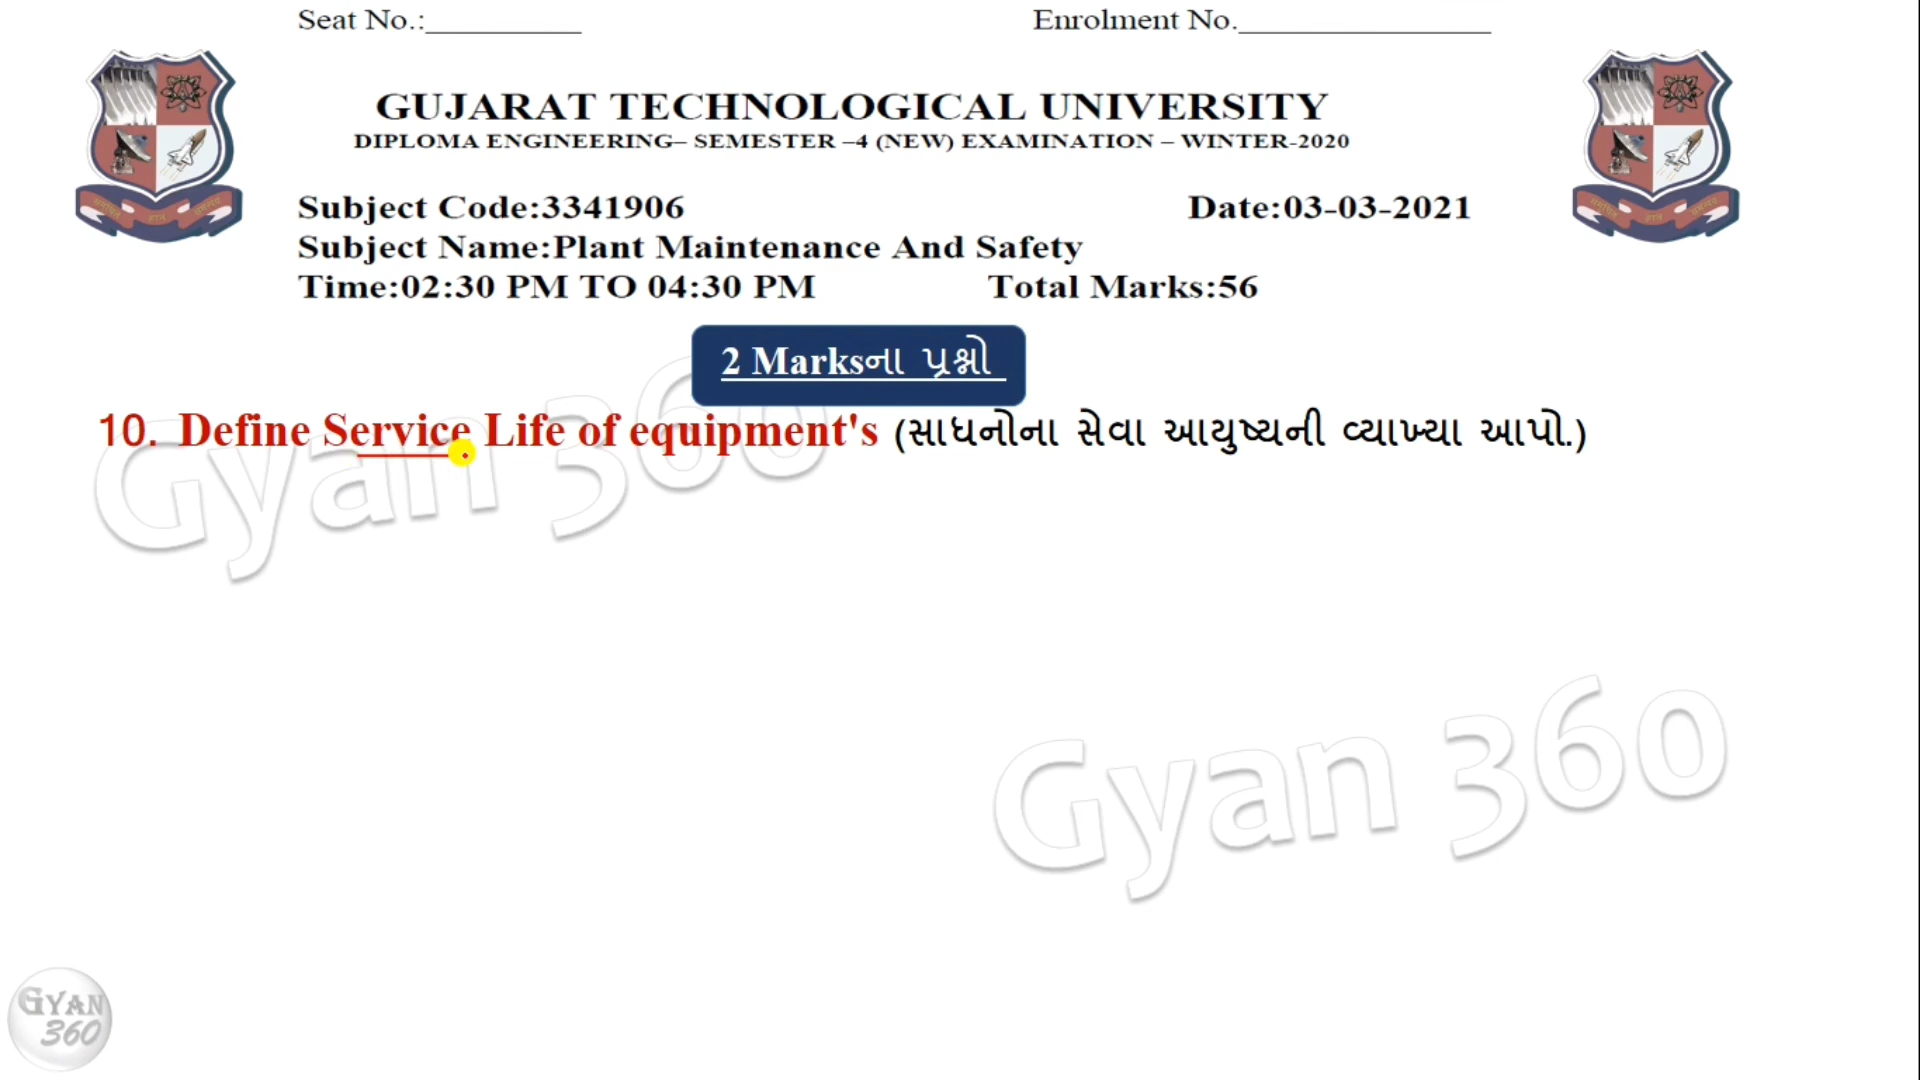 Seat No.:__________ Enrolment No.________________
GUJARAT TECHNOLOGICAL UNIVERSITY
DIPLOMA ENGINEERING– SEMESTER –4 (NEW) EXAMINATION – WINTER-2020
Subject Code:3341906 Date:03-03-2021
Subject Name:Plant Maintenance And Safety
Time:02:30 PM TO 04:30 PM Total Marks:56
2 Marksના પ્રશ્નો
10. Define Service Life of equipment's (સાધનોના સેવા આયુષ્યની વ્યાખ્યા આપો.)
Gyan 360
Gyan 360
GYAN
360